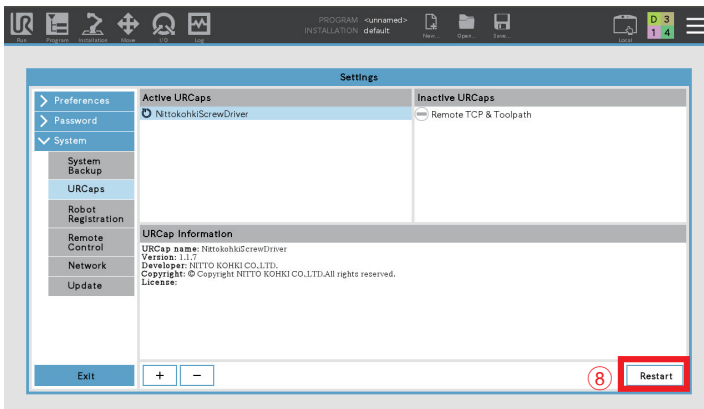 PROGRAM <unnamed>
INSTALLATION default
D 3
1 4
Run
Program
Installation
Move
I/O
Log
New...
Open...
Save...
Local
Settings
Preferences
Password
System
System
Backup
URCaps
Robot
Registration
Remote
Control
Network
Update
Exit
Active URCaps
NittokohkiScrewDriver
Inactive URCaps
Remote TCP & Toolpath
URCap Information
URCap name: NittokohkiScrewDriver
Version: 1.1.7
Developer: NITTO KOHKI CO.,LTD.
Copyright: © Copyright NITTO KOHKI CO.,LTD.All rights reserved.
License:
+
−
⑧
Restart